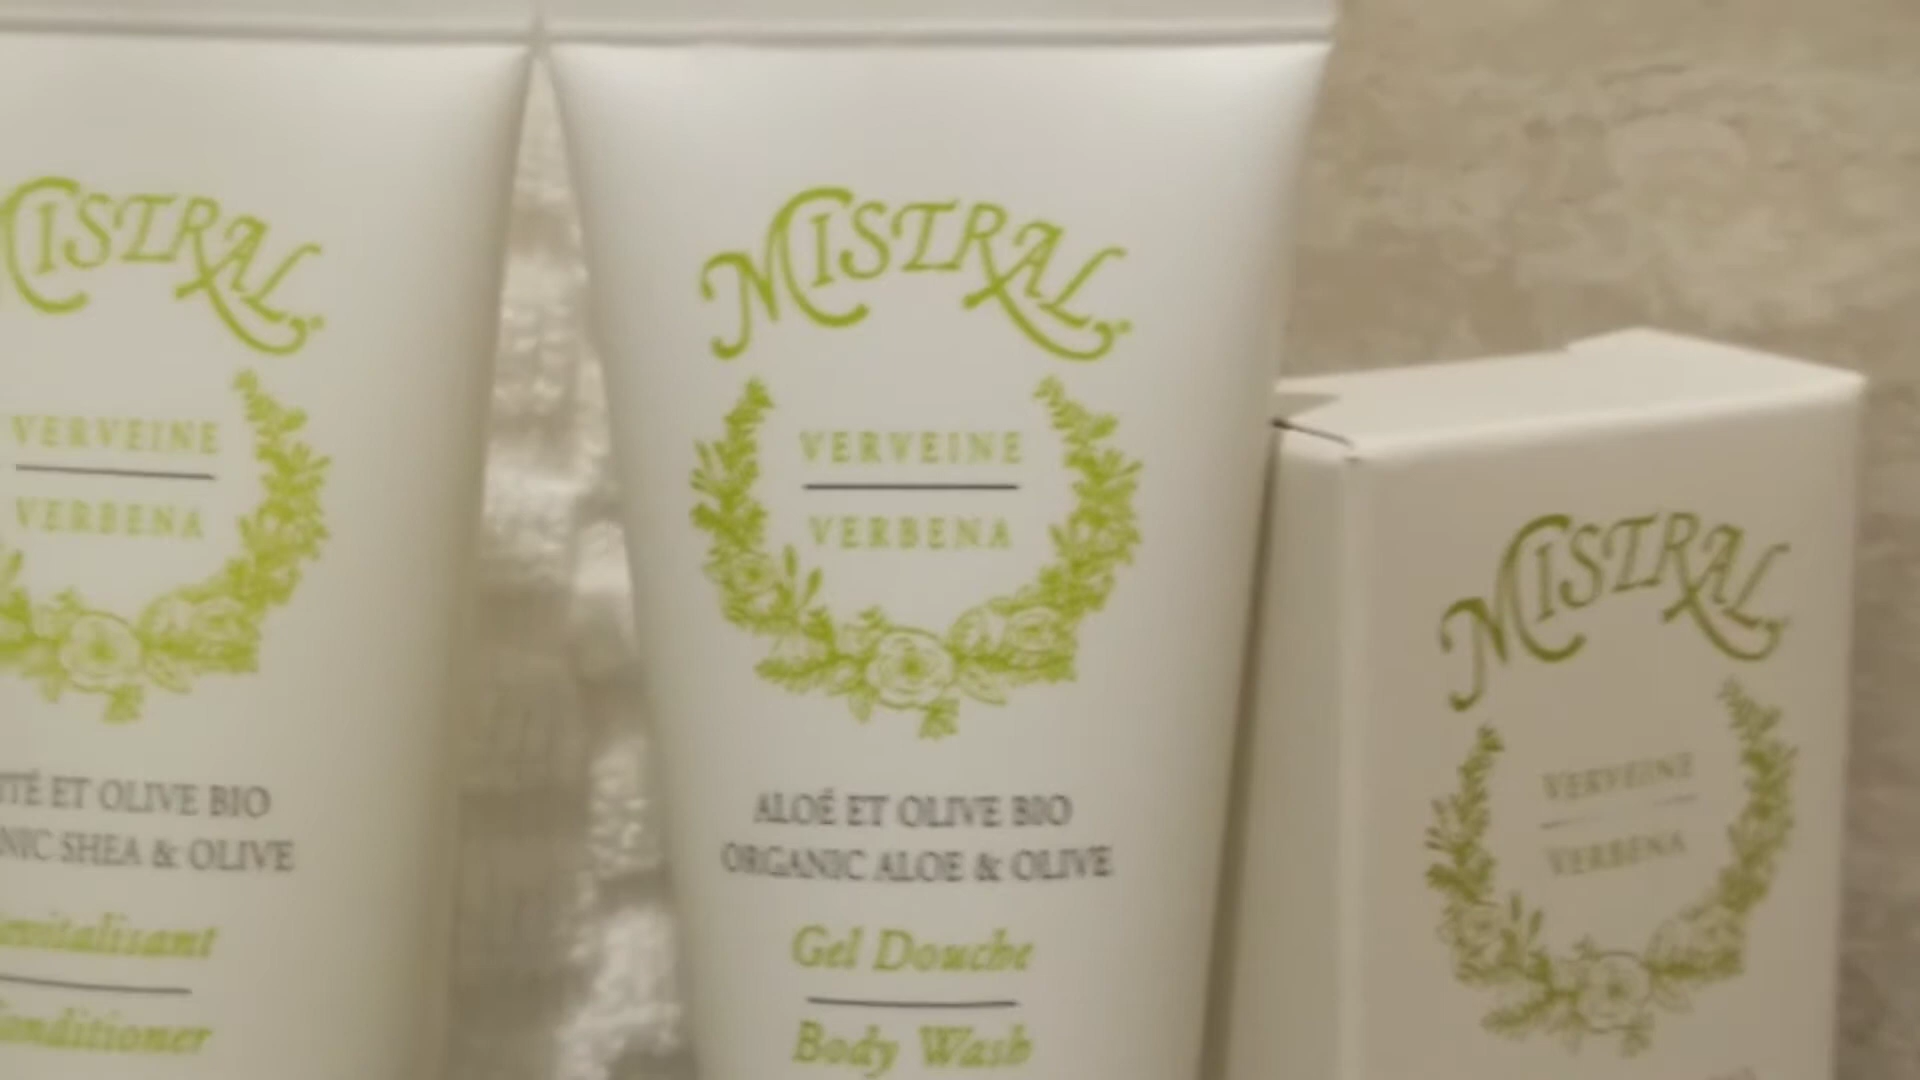 MISTRAL
VERVEINE
VERBENA
ET OLIVE BIO
SHEA & OLIVE
MISTRAL
VERVEINE
VERBENA
ALOÉ ET OLIVE BIO
ORGANIC ALOE & OLIVE
Gel Douche
Body Wash
MISTRAL
VERVEINE
VERBENA